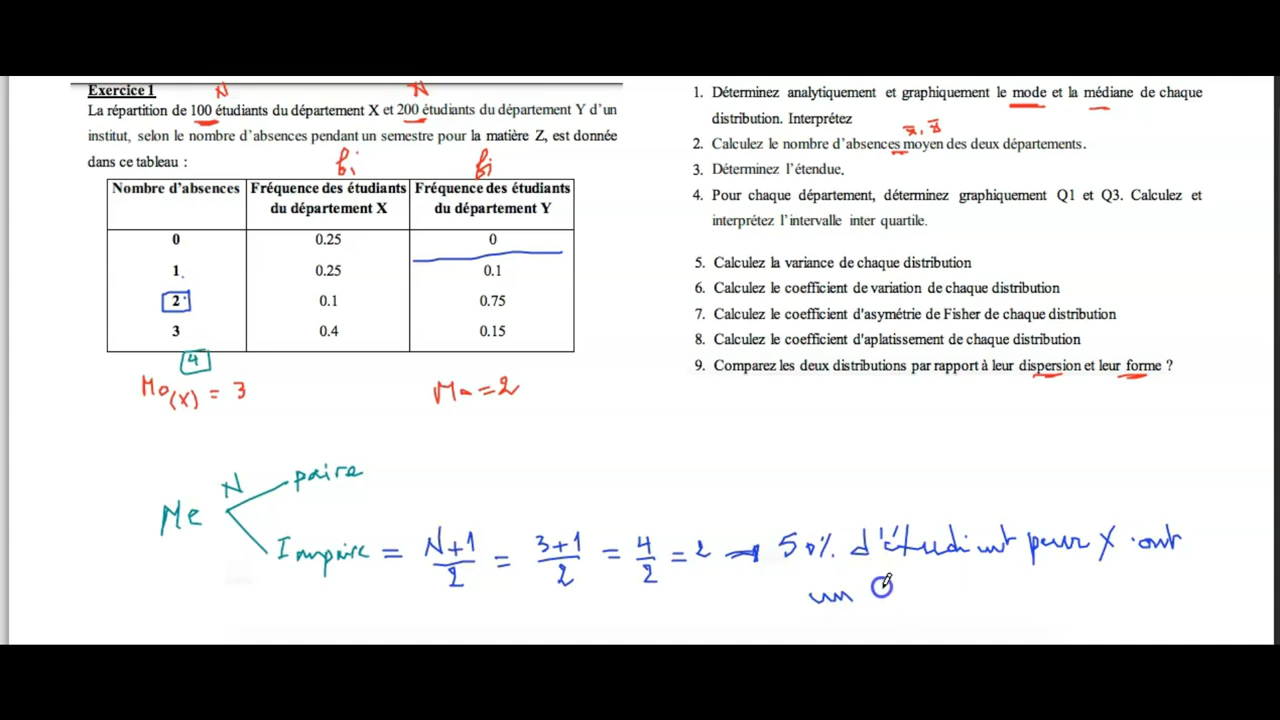 Exercice 1
N N
La répartition de 100 étudiants du département X et 200 étudiants du département Y d'un
institut, selon le nombre d'absences pendant un semestre pour la matière Z, est donnée
dans ce tableau :
fi fi
Nombre d'absences Fréquence des étudiants du département X Fréquence des étudiants du département Y
0 0.25 0
1 0.25 0.1
2 0.1 0.75
3 0.4 0.15
4
Mo(X) = 3
Mo = 2
1. Déterminez analytiquement et graphiquement le mode et la médiane de chaque
distribution. Interprétez
x̄, x̄
2. Calculez le nombre d'absences moyen des deux départements.
3. Déterminez l'étendue.
4. Pour chaque département, déterminez graphiquement Q1 et Q3. Calculez et
interprétez l'intervalle inter quartile.
5. Calculez la variance de chaque distribution
6. Calculez le coefficient de variation de chaque distribution
7. Calculez le coefficient d'asymétrie de Fisher de chaque distribution
8. Calculez le coefficient d'aplatissement de chaque distribution
9. Comparez les deux distributions par rapport à leur dispersion et leur forme ?
N paire
Me
Impaire = N+1/2 = 3+1/2 = 4/2 = 2 → 50% d'étudiant pour X ont
un